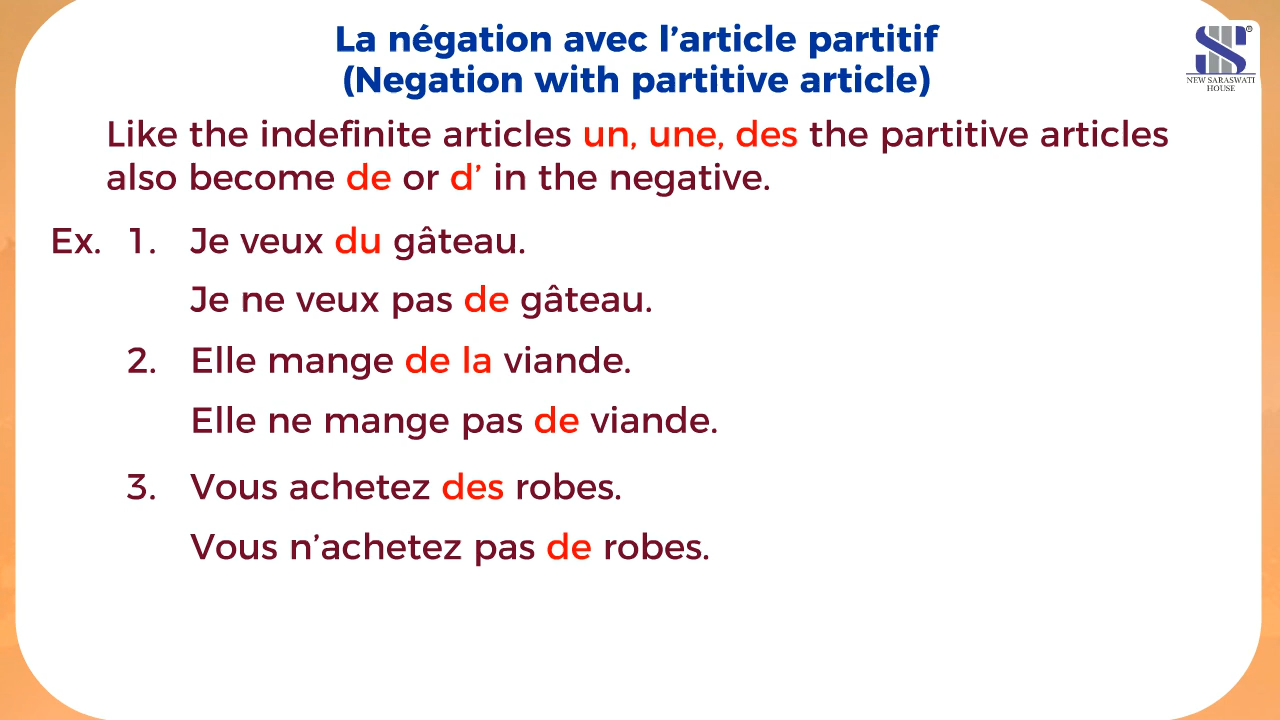 La négation avec l’article partitif
(Negation with partitive article)
NEW SARASWATI
HOUSE
Like the indefinite articles un, une, des the partitive articles
also become de or d’ in the negative.
Ex. 1. Je veux du gâteau.
Je ne veux pas de gâteau.
2. Elle mange de la viande.
Elle ne mange pas de viande.
3. Vous achetez des robes.
Vous n’achetez pas de robes.